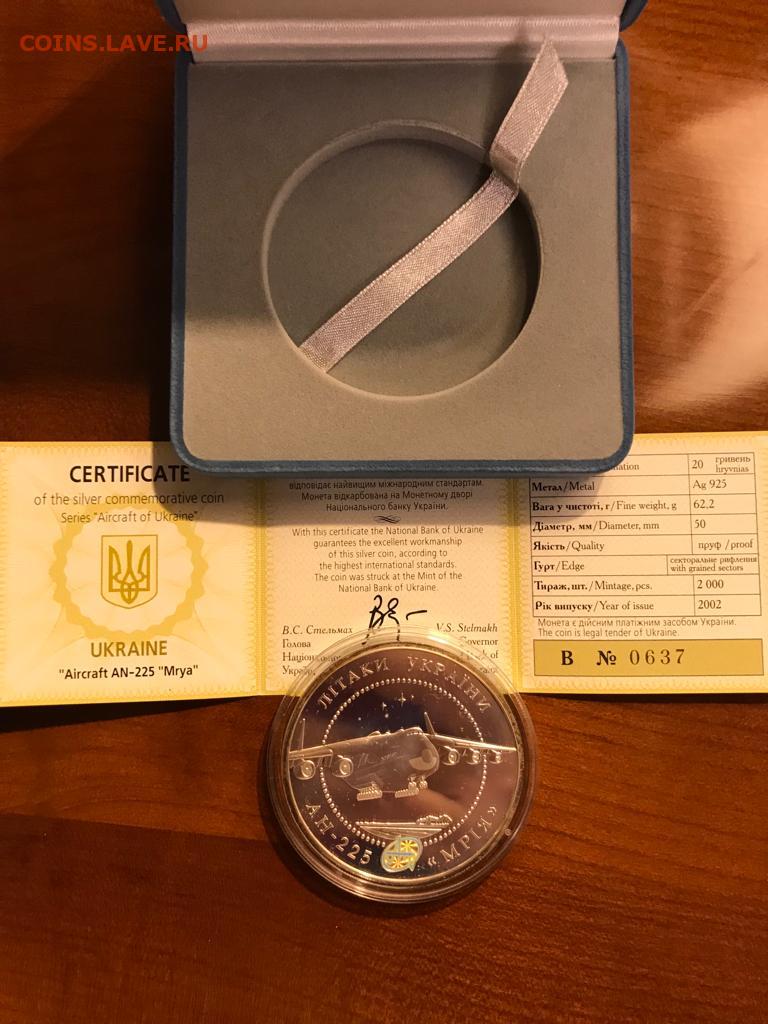 COINS.LAVE.RU
CERTIFICATE
of the silver commemorative coin
Series "Aircraft of Ukraine"
UKRAINE
"Aircraft AN-225 "Mrya"
відповідає найвищим міжнародним стандартам.
Монета відкарбована на Монетному дворі
Національного банку України.
With this certificate the National Bank of Ukraine
guarantees the excellent workmanship
of this silver coin, according to
the highest international standards.
The coin was struck at the Mint of the
National Bank of Ukraine.
В.С. Стельмах V.S. Stelmakh
Голова Governor
of
20 гривень
hryvnias
Метал/Metal Ag 925
Вага у чистоті, г/Fine weight, g 62,2
Діаметр, мм/Diameter, mm 50
Якість/Quality пруф/proof
Гурт/Edge секторальне рифлення
with grained sectors
Тираж, шт./Mintage, pcs. 2 000
Рік випуску/Year of issue 2002
Монета є дійсним платіжним засобом України.
The coin is legal tender of Ukraine.
В № 0637
ЛІТАКИ УКРАЇНИ
АН-225 «МРІЯ»